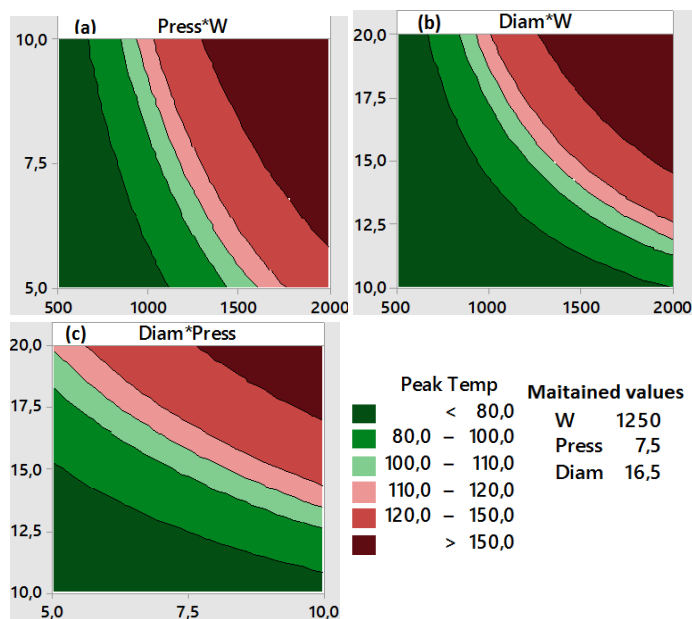 (a) Press*W
10,0
7,5
5,0
500 1000 1500 2000
(b) Diam*W
20,0
17,5
15,0
12,5
10,0
500 1000 1500 2000
(c) Diam*Press
20,0
17,5
15,0
12,5
10,0
5,0 7,5 10,0
Peak Temp
< 80,0
80,0 – 100,0
100,0 – 110,0
110,0 – 120,0
120,0 – 150,0
> 150,0
Maitained values
W 1250
Press 7,5
Diam 16,5